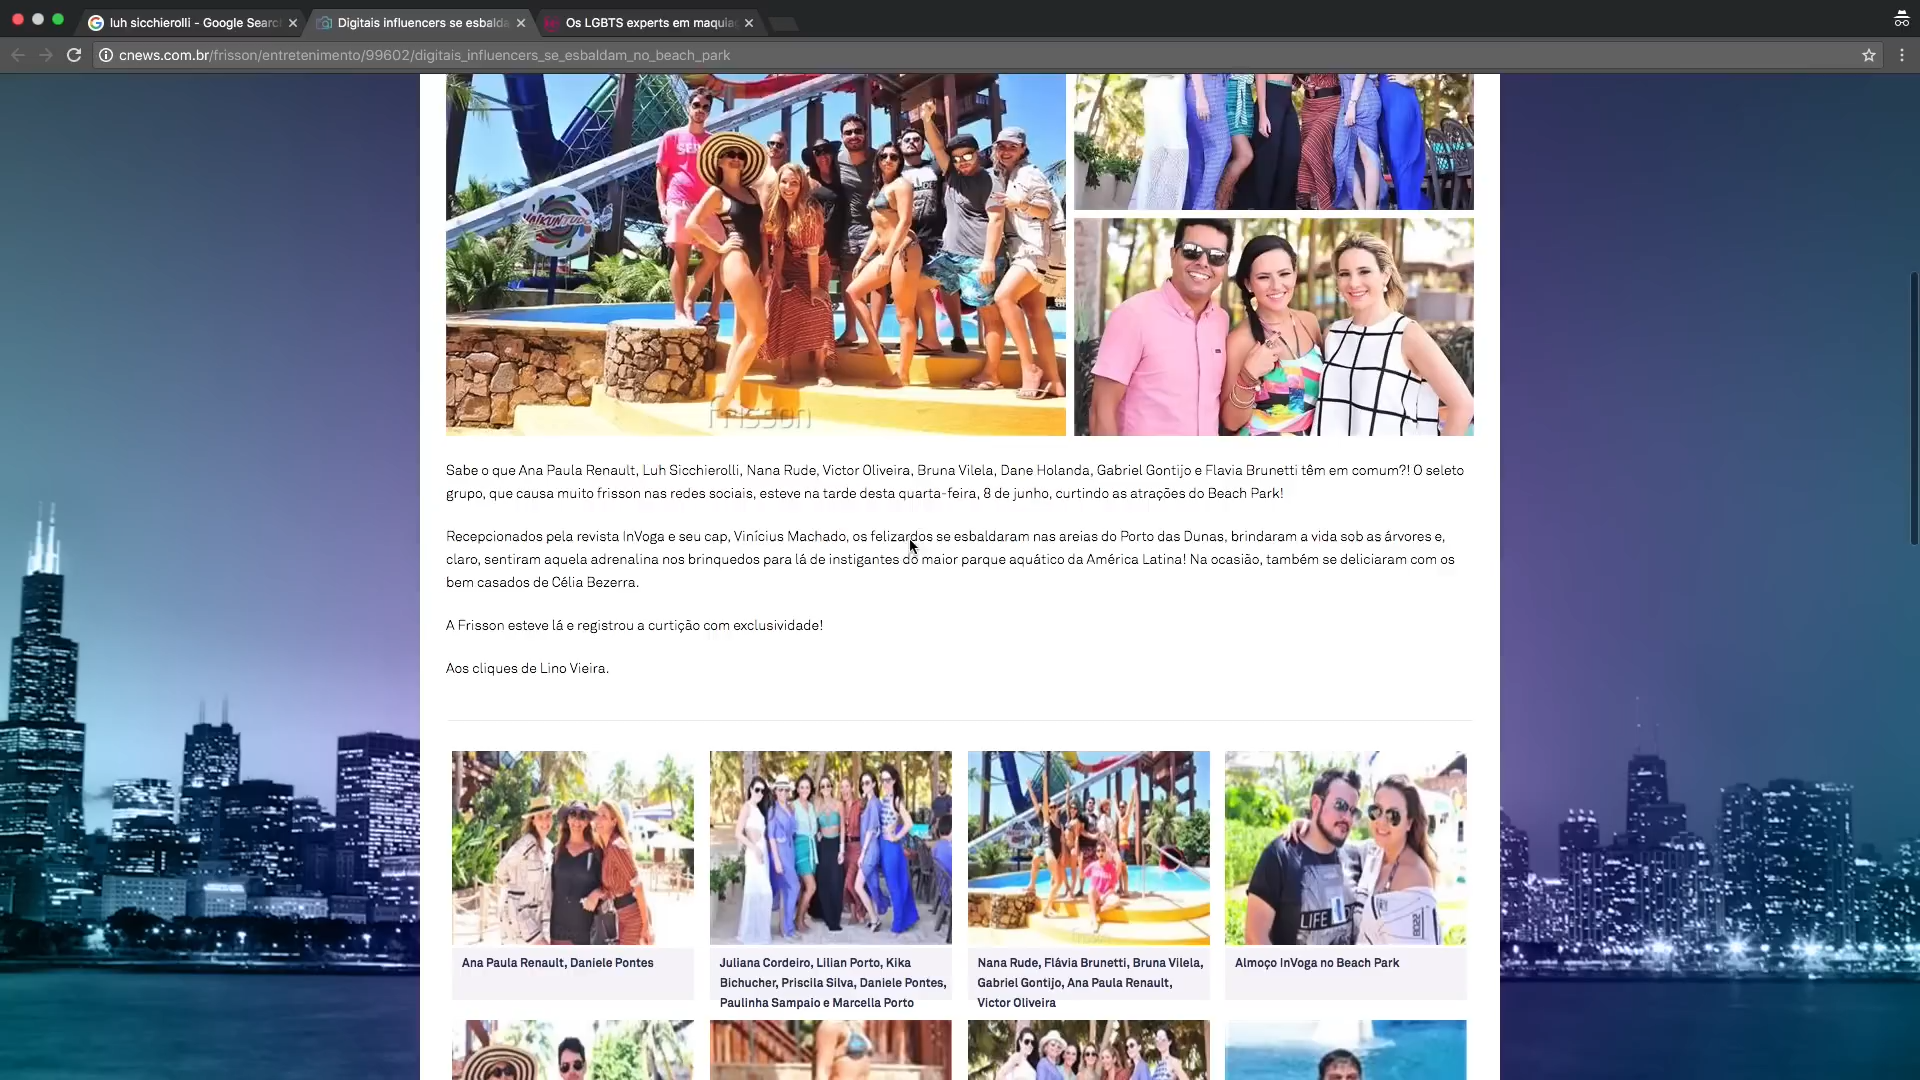 luh sicchierolli - Google Searc
Digitais influencers se esbalda
Os LGBTS experts em maquia
cnews.com.br/frisson/entretenimento/99602/digitais_influencers_se_esbaldam_no_beach_park
frisson
Sabe o que Ana Paula Renault, Luh Sicchierolli, Nana Rude, Victor Oliveira, Bruna Vilela, Dane Holanda, Gabriel Gontijo e Flavia Brunetti têm em comum?! O seleto
grupo, que causa muito frisson nas redes sociais, esteve na tarde desta quarta-feira, 8 de junho, curtindo as atrações do Beach Park!
Recepcionados pela revista InVoga e seu cap, Vinícius Machado, os felizardos se esbaldaram nas areias do Porto das Dunas, brindaram a vida sob as árvores e,
claro, sentiram aquela adrenalina nos brinquedos para lá de instigantes do maior parque aquático da América Latina! Na ocasião, também se deliciaram com os
bem casados de Célia Bezerra.
A Frisson esteve lá e registrou a curtição com exclusividade!
Aos cliques de Lino Vieira.
LIFE
Ana Paula Renault, Daniele Pontes
Juliana Cordeiro, Lilian Porto, Kika
Bichucher, Priscila Silva, Daniele Pontes,
Paulinha Sampaio e Marcella Porto
Nana Rude, Flávia Brunetti, Bruna Vilela,
Gabriel Gontijo, Ana Paula Renault,
Victor Oliveira
Almoço InVoga no Beach Park